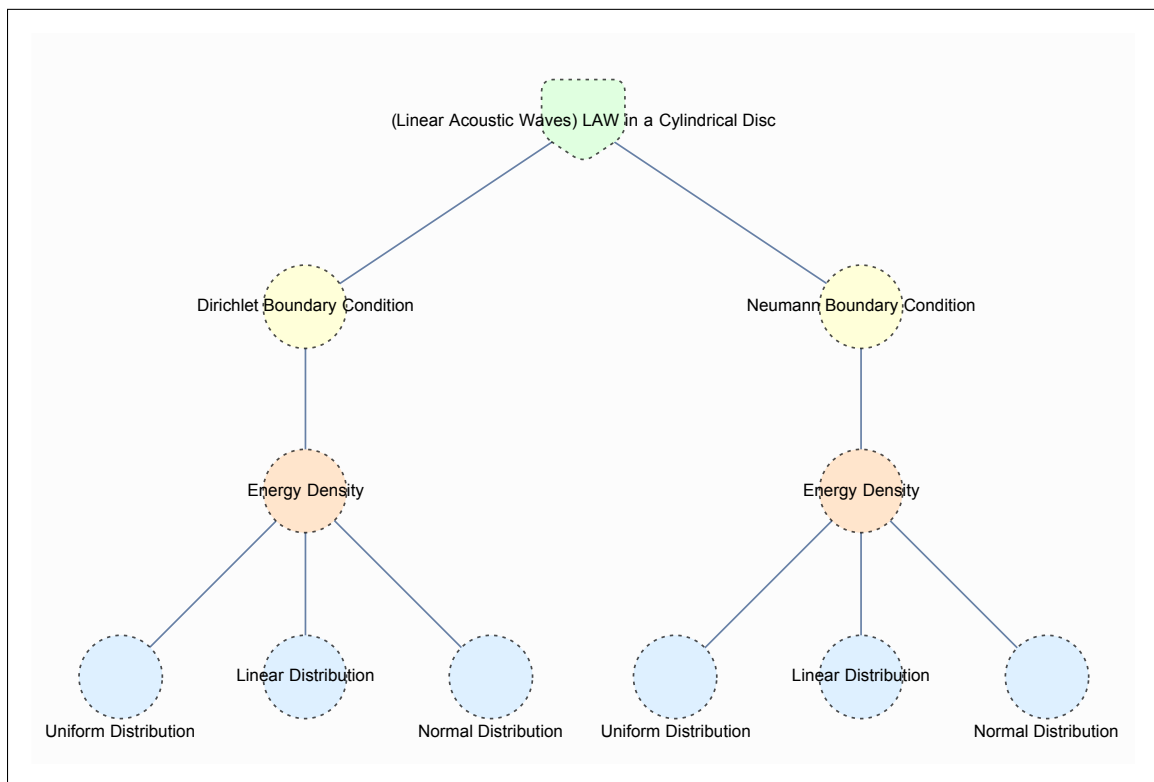 (Linear Acoustic Waves) LAW in a Cylindrical Disc
Dirichlet Boundary Condition
Neumann Boundary Condition
Energy Density
Energy Density
Linear Distribution
Linear Distribution
Uniform Distribution
Normal Distribution
Uniform Distribution
Normal Distribution